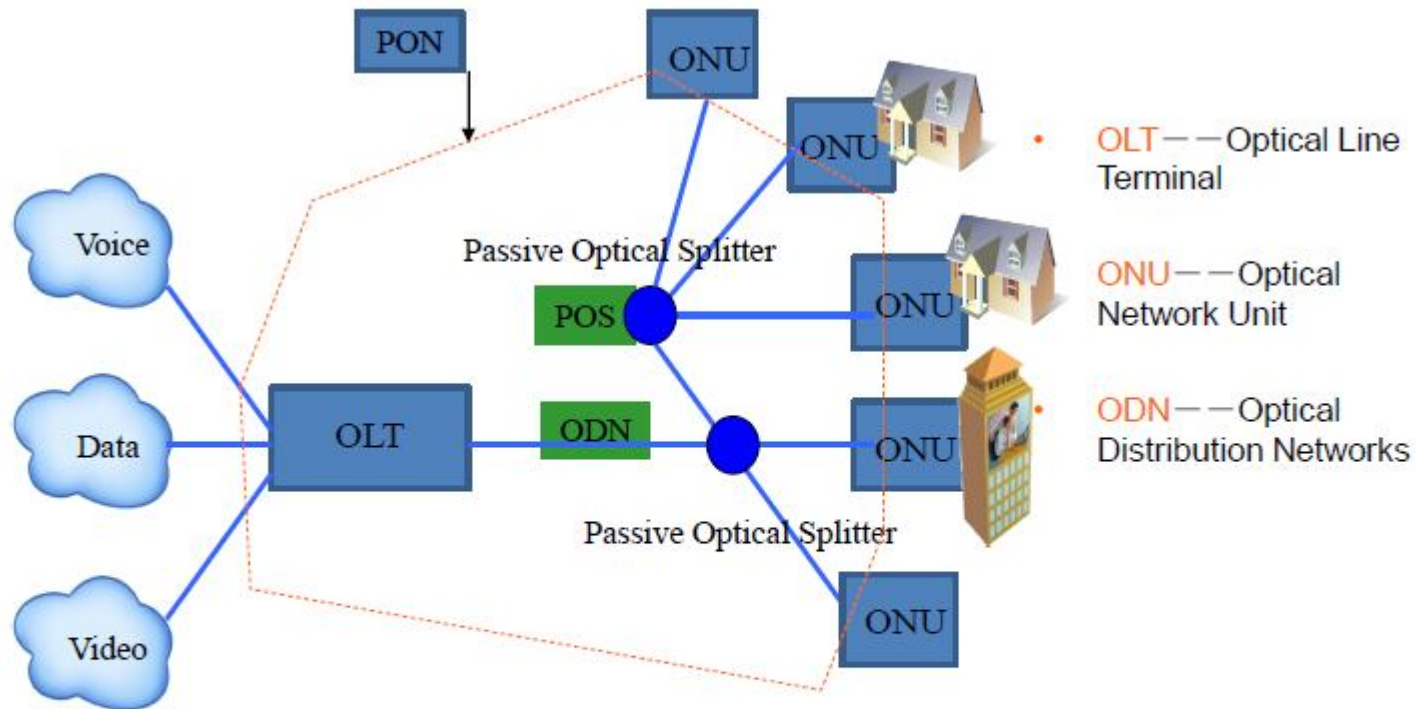 PON
ONU
ONU
OLT——Optical Line
Terminal
Voice
Passive Optical Splitter
POS
ONU
ONU——Optical
Network Unit
Data
OLT
ODN
ONU
ODN——Optical
Distribution Networks
Passive Optical Splitter
Video
ONU